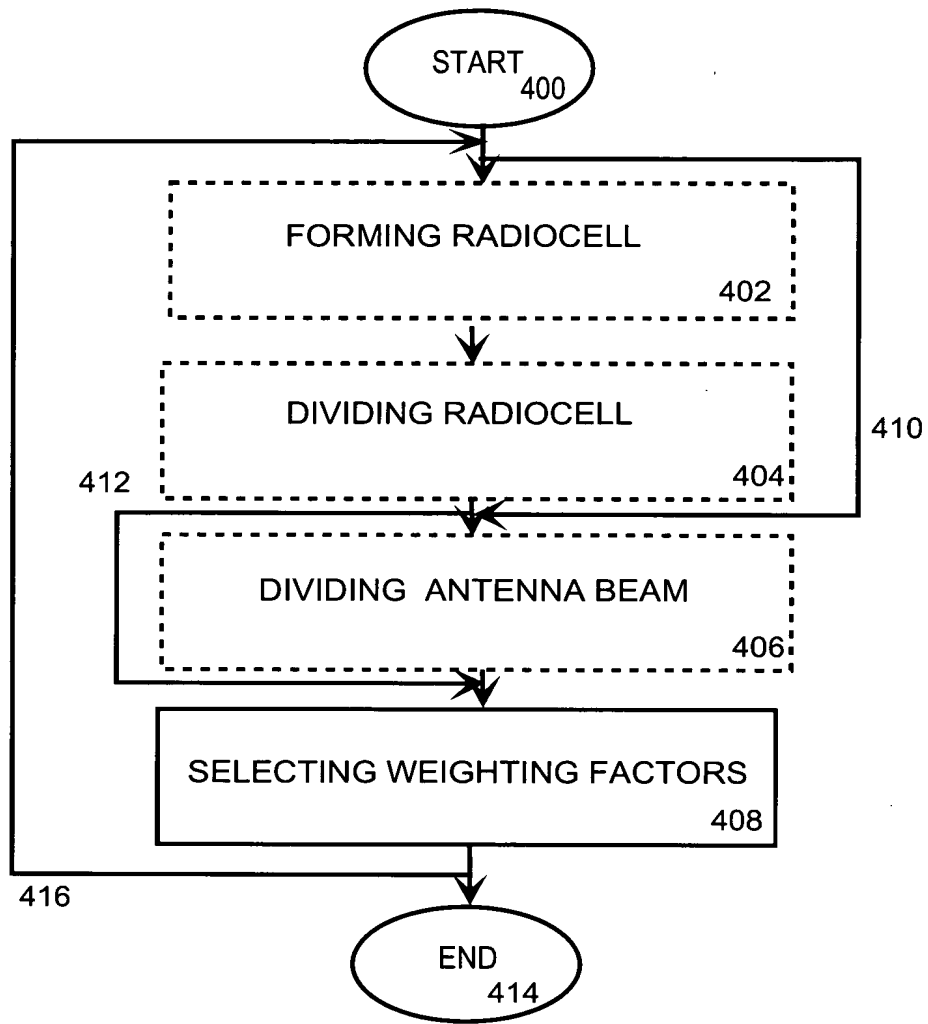 START
400
FORMING RADIOCELL
402
DIVIDING RADIOCELL
404
410
412
DIVIDING ANTENNA BEAM
406
SELECTING WEIGHTING FACTORS
408
416
END
414